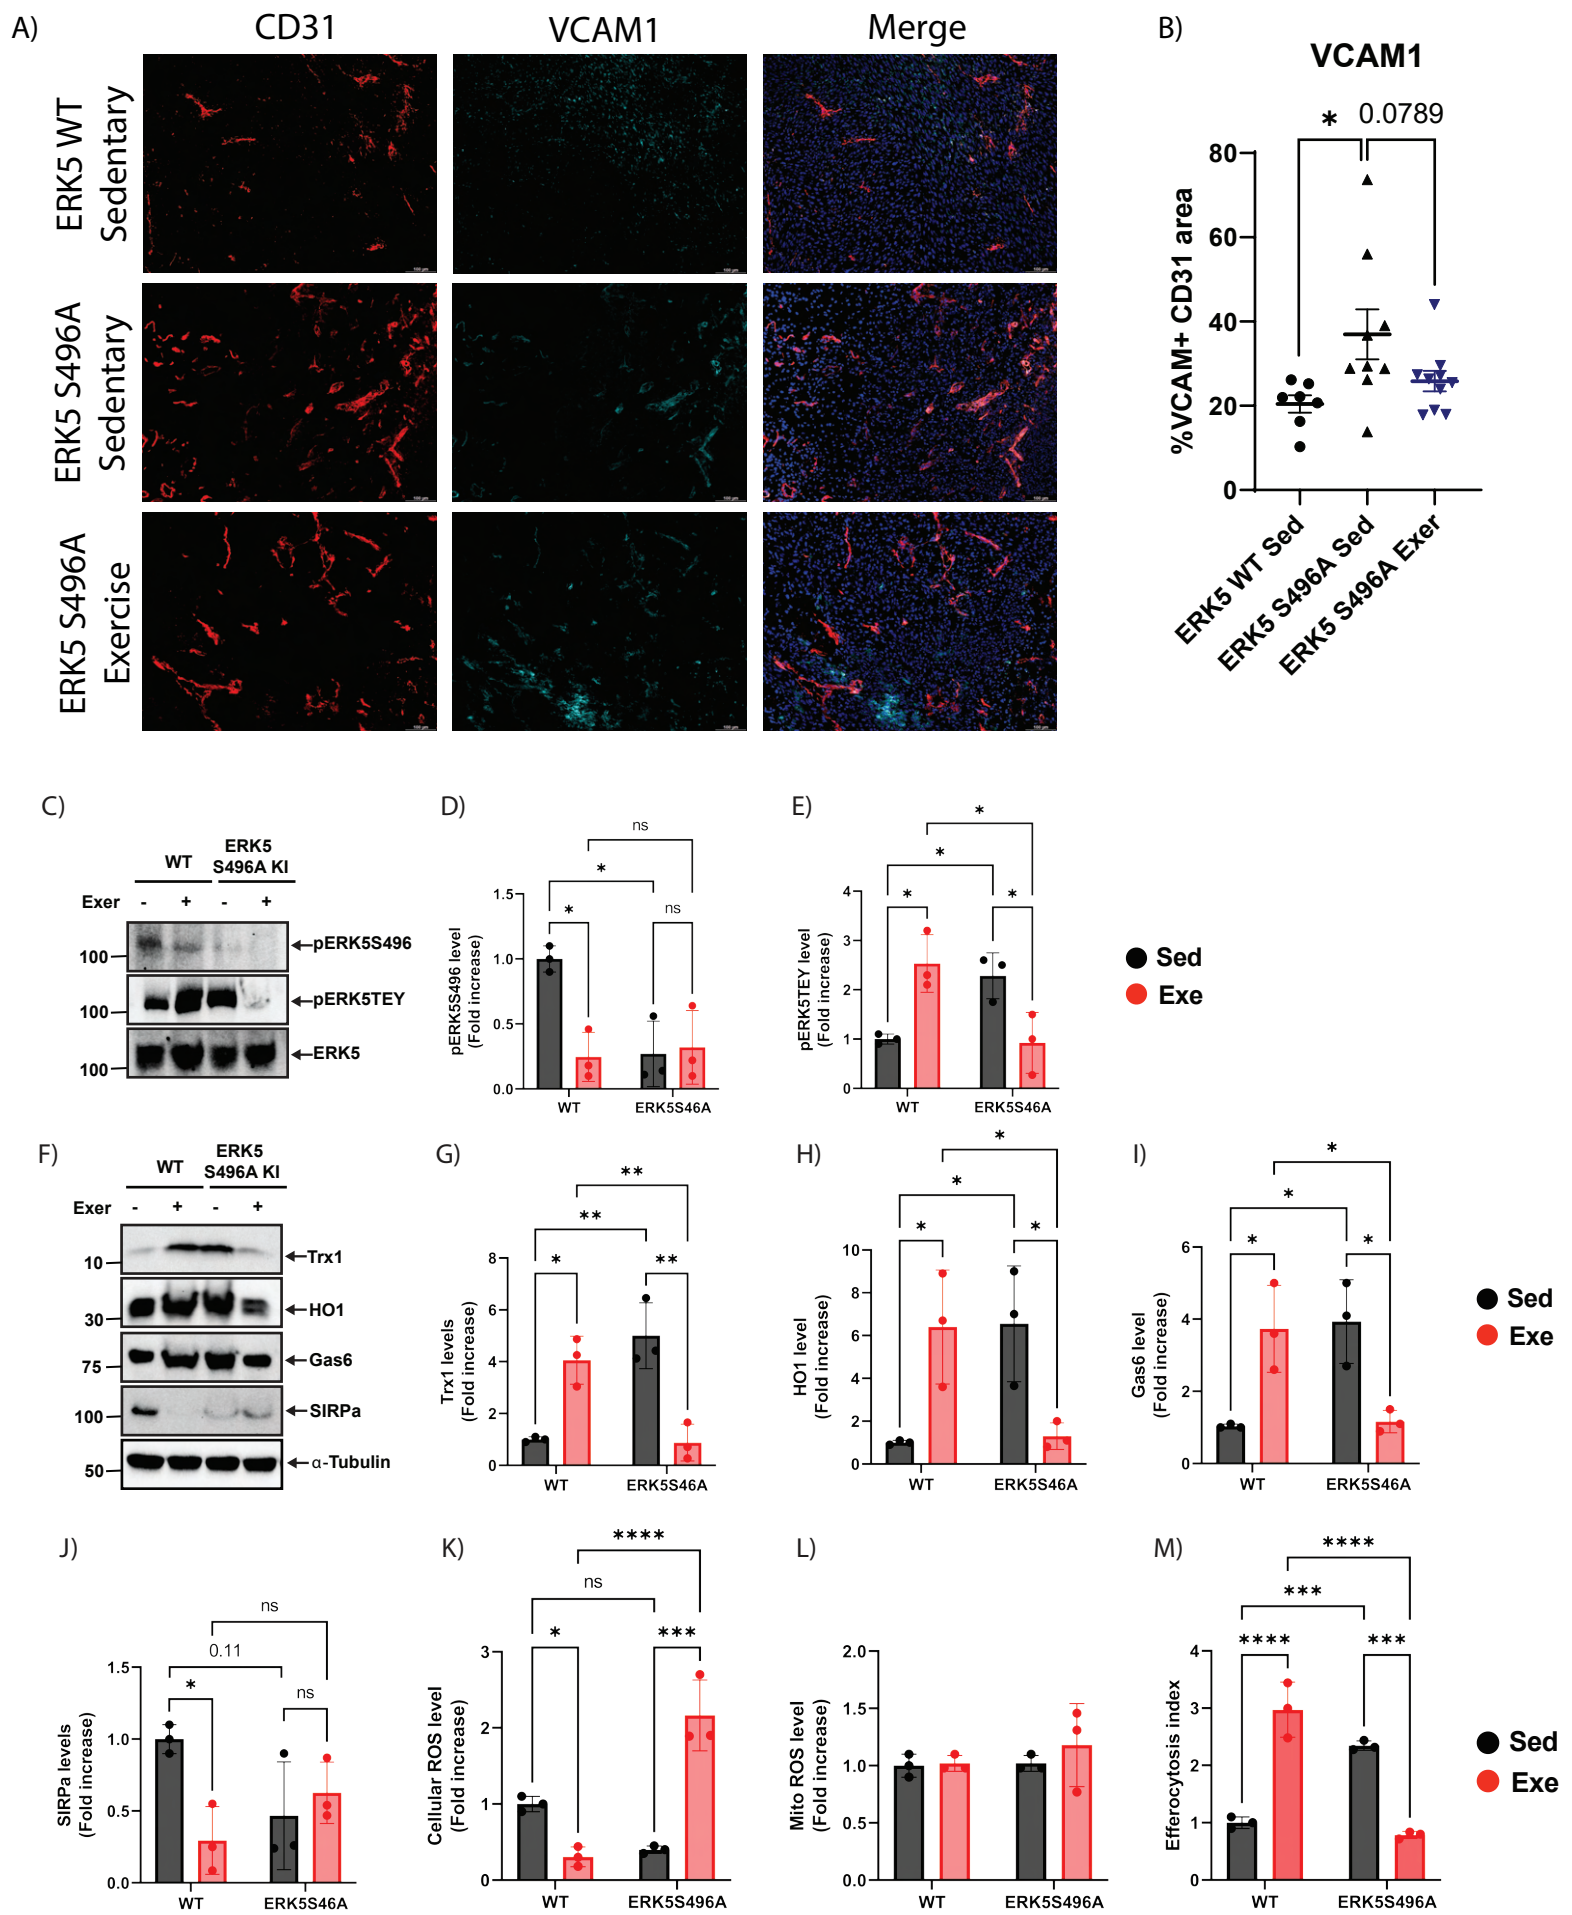 A)
CD31
VCAM1
Merge
ERK5 WT
Sedentary
ERK5 S496A
Sedentary
ERK5 S496A
Exercise
B)
VCAM1
* 0.0789
%VCAM+ CD31 area
80
60
40
20
0
ERK5 WT Sed
ERK5 S496A Sed
ERK5 S496A Exer
C)
WT
ERK5
S496A KI
Exer - + - +
100
pERK5S496
100
pERK5TEY
100
ERK5
D)
ns
*
*
ns
pERK5S496 level
(Fold increase)
1.5
1.0
0.5
0.0
WT
ERK5S46A
E)
*
*
*
*
pERK5TEY level
(Fold increase)
4
3
2
1
0
WT
ERK5S46A
Sed
Exe
F)
WT
ERK5
S496A KI
Exer - + - +
10
Trx1
30
HO1
75
Gas6
100
SIRPa
50
α-Tubulin
G)
**
**
*
**
Trx1 levels
(Fold increase)
8
6
4
2
0
WT
ERK5S46A
H)
*
*
*
*
HO1 level
(Fold increase)
10
8
6
4
2
0
WT
ERK5S46A
I)
*
*
*
*
Gas6 level
(Fold increase)
6
4
2
0
WT
ERK5S46A
Sed
Exe
J)
ns
0.11
*
ns
SIRPa levels
(Fold increase)
1.5
1.0
0.5
0.0
WT
ERK5S46A
K)
****
ns
*
***
Cellular ROS level
(Fold increase)
3
2
1
0
WT
ERK5S496A
L)
Mito ROS level
(Fold increase)
2.0
1.5
1.0
0.5
0.0
WT
ERK5S496A
M)
****
***
****
***
Efferocytosis index
4
3
2
1
0
WT
ERK5S496A
Sed
Exe